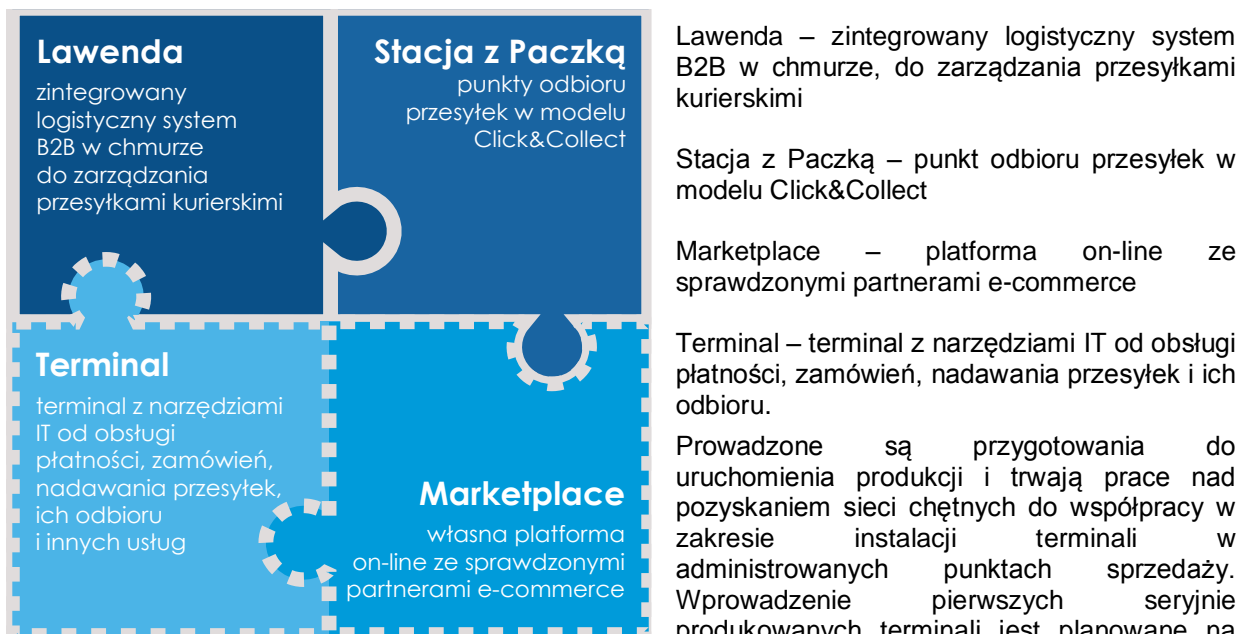 Lawenda
zintegrowany
logistyczny system
B2B w chmurze
do zarządzania
przesyłkami kurierskimi
Stacja z Paczką
punkty odbioru
przesyłek w modelu
Click&Collect
Terminal
terminal z narzędziami
IT od obsługi
płatności, zamówień,
nadawania przesyłek,
ich odbioru
i innych usług
Marketplace
własna platforma
on-line ze sprawdzonymi
partnerami e-commerce
Lawenda – zintegrowany logistyczny system
B2B w chmurze, do zarządzania przesyłkami
kurierskimi
Stacja z Paczką – punkt odbioru przesyłek w
modelu Click&Collect
Marketplace – platforma on-line ze
sprawdzonymi partnerami e-commerce
Terminal – terminal z narzędziami IT od obsługi
płatności, zamówień, nadawania przesyłek i ich
odbioru.
Prowadzone są przygotowania do
uruchomienia produkcji i trwają prace nad
pozyskaniem sieci chętnych do współpracy w
zakresie instalacji terminali w
administrowanych punktach sprzedaży.
Wprowadzenie pierwszych seryjnie
produkowanych terminali jest planowane na